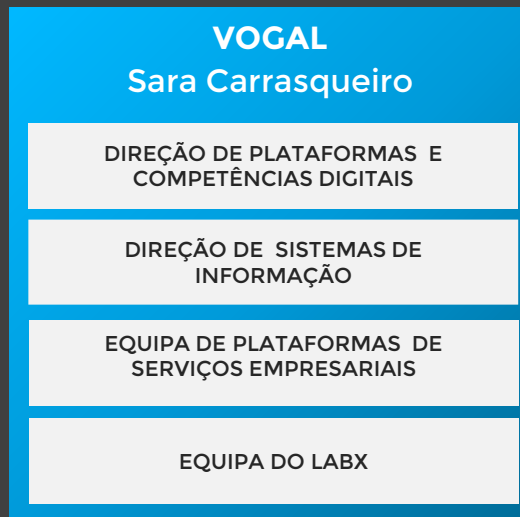 VOGAL
Sara Carrasqueiro
DIREÇÃO DE PLATAFORMAS E
COMPETÊNCIAS DIGITAIS
DIREÇÃO DE SISTEMAS DE
INFORMAÇÃO
EQUIPA DE PLATAFORMAS DE
SERVIÇOS EMPRESARIAIS
EQUIPA DO LABX